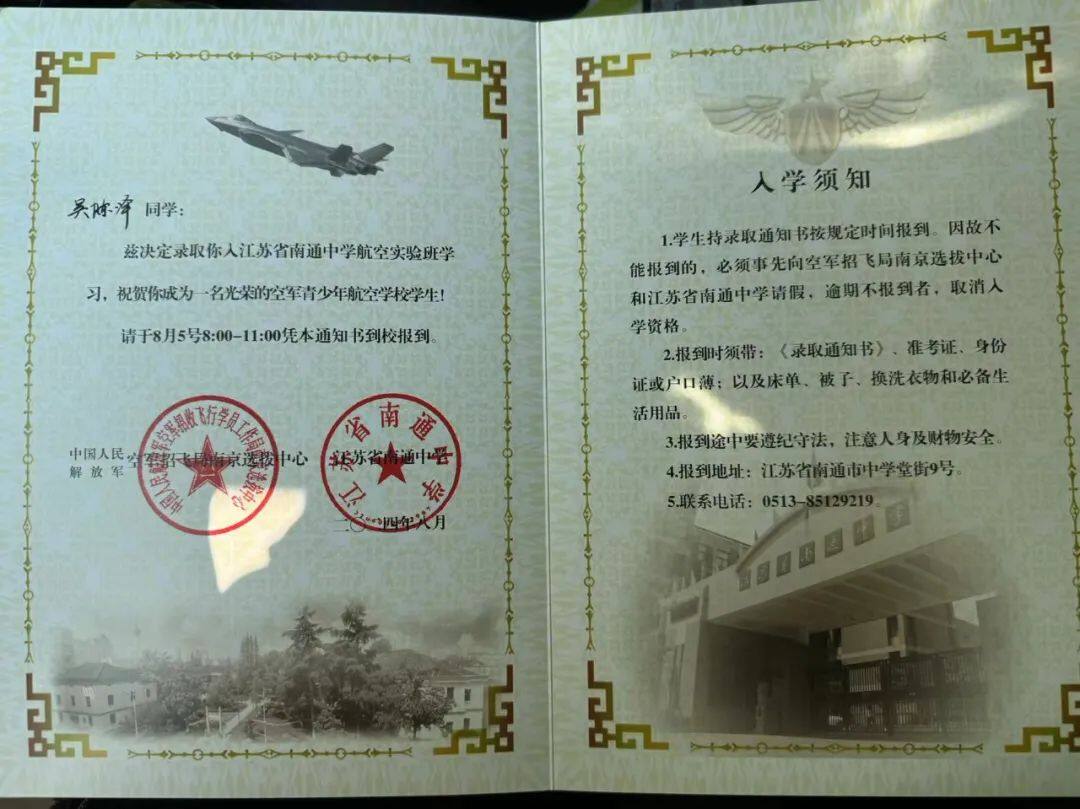 吴陈泽 同学：
兹决定录取你入江苏省南通中学航空实验班学
习，祝贺你成为一名光荣的空军青少年航空学校学生！
请于8月5号8:00-11:00凭本通知书到校报到。
中国人民
解放军
空军招飞局南京选拔中心
江苏省南通中学
二〇 四年八月
江苏省南通中学
入学须知
1.学生持录取通知书按规定时间报到。因故不
能报到的，必须事先向空军招飞局南京选拔中心
和江苏省南通中学请假，逾期不报到者，取消入
学资格。
2.报到时须带：《录取通知书》、准考证、身份
证或户口薄；以及床单、被子、换洗衣物和必备生
活用品。
3.报到途中要遵纪守法，注意人身及财物安全。
4.报到地址：江苏省南通市中学堂街9号。
5.联系电话：0513-85129219。